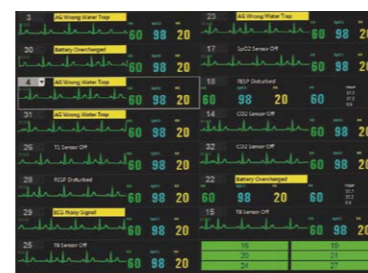 3 AG Wrong Water Trap
60 98 20
30 Battery Overcharged
60 98 20
4 AG Wrong Water Trap
60 98 20
31 AG Wrong Water Trap
60 98 20
26 T1 Sensor Off
60 98 20
28 RESP Disturbed
60 98 20
29 ECG Noisy Signal
60 98 20
25 TB Sensor Off
60 98 20
23 AG Wrong Water Trap
60 98 20
17 SpO2 Sensor Off
60 98 20
18 RESP Disturbed
60 98 20 60
14 CO2 Sensor Off
60 98 20
32 CO2 Sensor Off
60 98 20
22 Battery Overcharged
60 98 20 60
15 TB Sensor Off
60 98 20
16 19
20 21
24 27